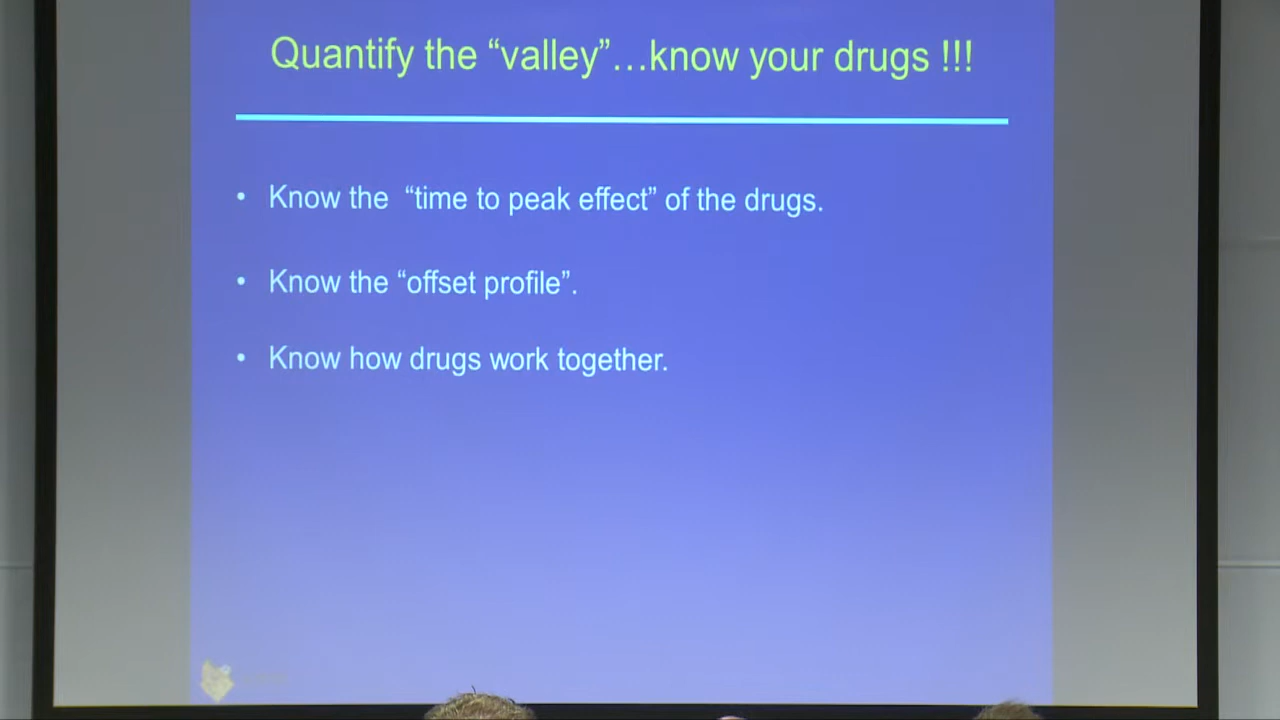 Quantify the “valley”…know your drugs !!!
• Know the “time to peak effect” of the drugs.
• Know the “offset profile”.
• Know how drugs work together.